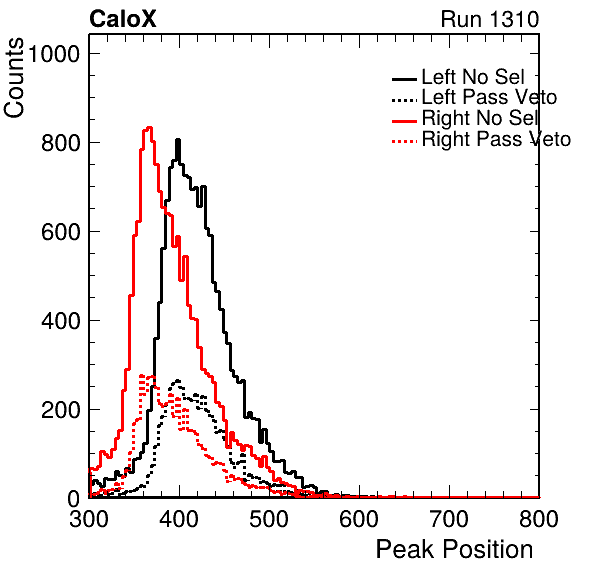 CaloX Run 1310
Counts
1000
800
600
400
200
0
Left No Sel
Left Pass Veto
Right No Sel
Right Pass Veto
300 400 500 600 700 800
Peak Position